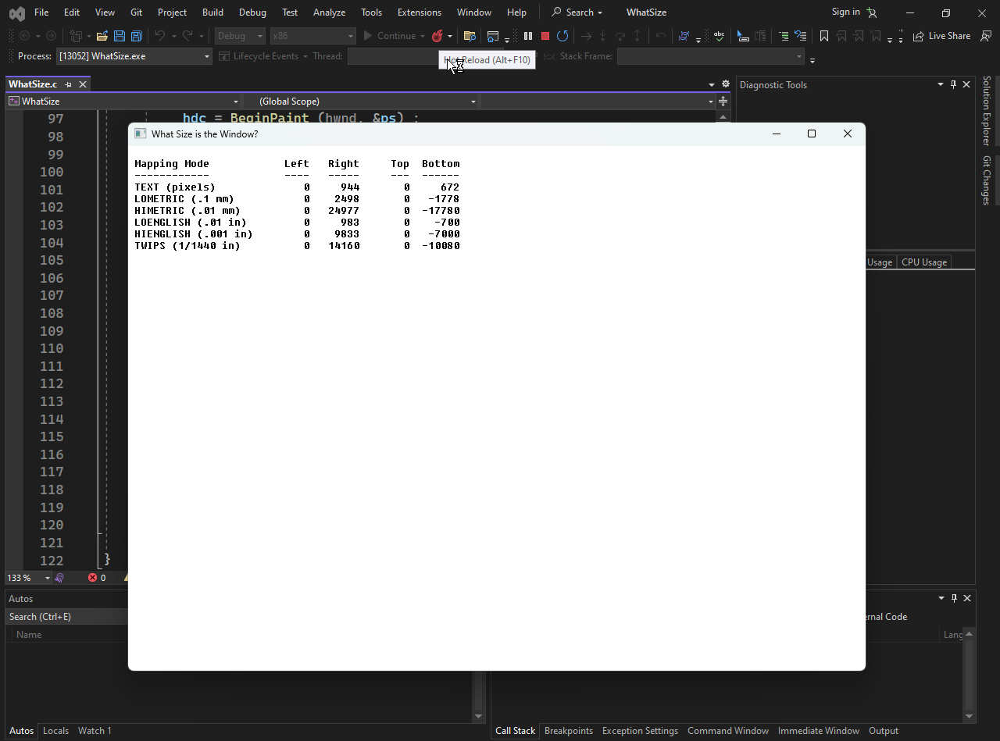 File Edit View Git Project Build Debug Test Analyze Tools Extensions Window Help Search WhatSize Sign in
Debug x86 Continue Live Share
Process: [13052] WhatSize.exe Lifecycle Events Thread: Stack Frame:
Hot Reload (Alt+F10)
WhatSize.c Diagnostic Tools
WhatSize (Global Scope)
97 hdc = BeginPaint (hwnd, &ps) ;
98
99
100
101
102
103
104
105
106
107
108
109
110
111
112
113
114
115
116
117
118
119
120
121
122 }
What Size is the Window?
Mapping Mode Left Right Top Bottom
------------ ---- ----- --- ------
TEXT (pixels) 0 944 0 672
LOMETRIC (.1 mm) 0 2498 0 -1778
HIMETRIC (.01 mm) 0 24977 0 -17780
LOENGLISH (.01 in) 0 983 0 -700
HIENGLISH (.001 in) 0 9833 0 -7000
TWIPS (1/1440 in) 0 14160 0 -10080
Usage CPU Usage
Solution Explorer
Git Changes
133 % 0
Autos
Search (Ctrl+E)
Name
ernal Code
Lang
Autos Locals Watch 1
Call Stack Breakpoints Exception Settings Command Window Immediate Window Output